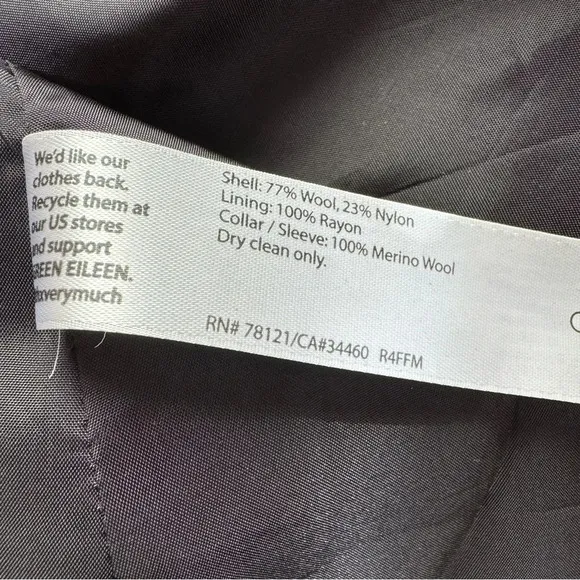 We'd like our
clothes back.
Recycle them at
our US stores
and support
GREEN EILEEN.
Shell: 77% Wool, 23% Nylon
Lining: 100% Rayon
Collar / Sleeve: 100% Merino Wool
Dry clean only.
RN# 78121/CA#34460 R4FFM